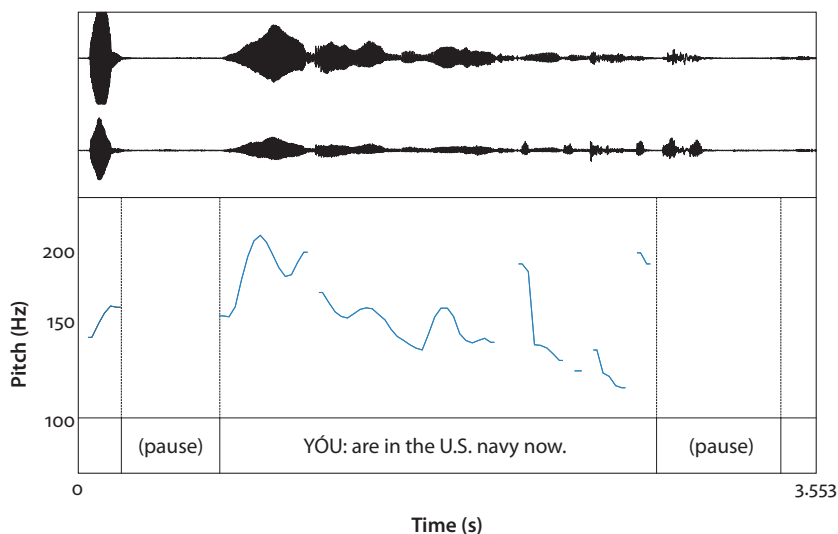 200
150
100
Pitch (Hz)
(pause) YÓU: are in the U.S. navy now. (pause)
0 3.553
Time (s)